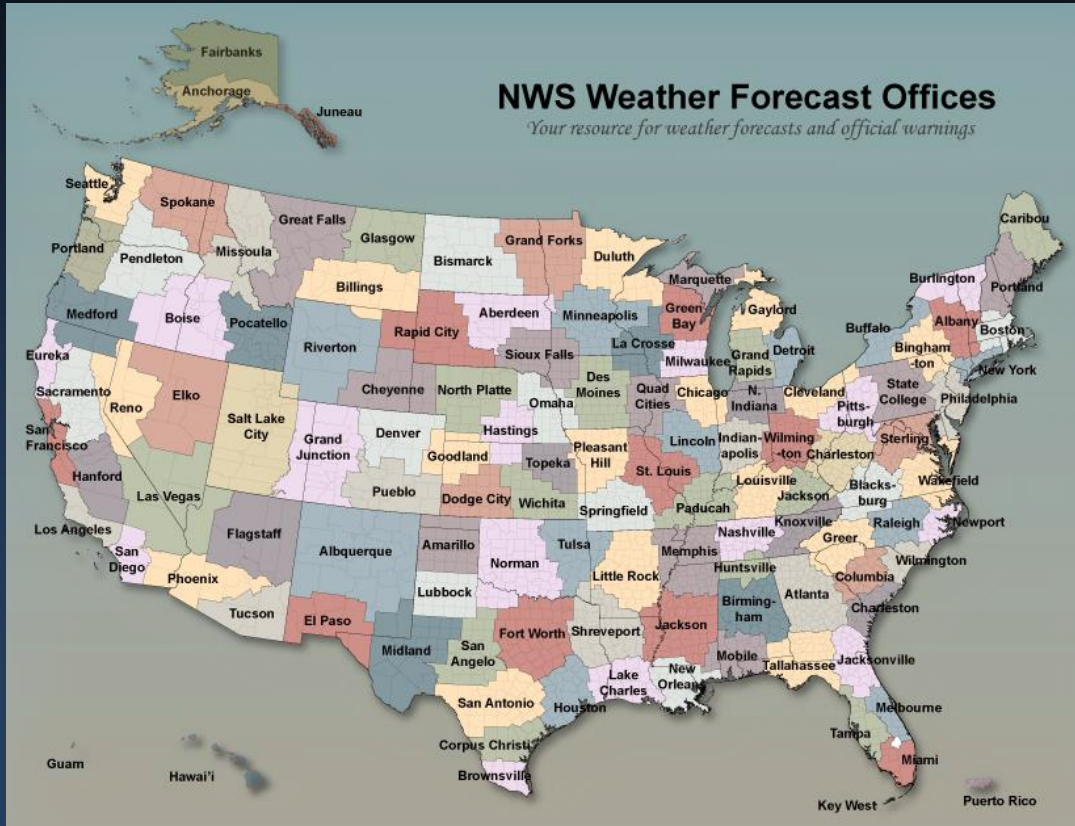 Fairbanks
Anchorage
Juneau
NWS Weather Forecast Offices
Your resource for weather forecasts and official warnings
Seattle
Spokane
Great Falls
Glasgow
Missoula
Portland
Pendleton
Bismarck
Grand Forks
Duluth
Billings
Medford
Boise
Pocatello
Riverton
Rapid City
Aberdeen
Minneapolis
Marquette
Green
Bay
Gaylord
Caribou
Burlington
Portland
Buffalo
Albany
Boston
Bingham
-ton
New York
Eureka
Sacramento
Reno
Elko
Salt Lake
City
Cheyenne
North Platte
Sioux Falls
La Crosse
Milwaukee
Grand
Rapids
Detroit
Des
Moines
Omaha
Quad
Cities
Chicago
N.
Indiana
Cleveland
Pitts-
burgh
State
College
Philadelphia
San
Francisco
Hanford
Las Vegas
Grand
Junction
Denver
Goodland
Hastings
Topeka
Pleasant
Hill
St. Louis
Lincoln
Indian-
apolis
Wilming
-ton
Charleston
Sterling
Pueblo
Dodge City
Wichita
Springfield
Paducah
Louisville
Jackson
Blacks-
burg
Wakefield
Los Angeles
San
Diego
Phoenix
Flagstaff
Tucson
Albquerque
Amarillo
Lubbock
Norman
Tulsa
Little Rock
Memphis
Nashville
Knoxville
Greer
Raleigh
Newport
Wilmington
Huntsville
Columbia
Charleston
Atlanta
Birming-
ham
Jackson
El Paso
Midland
San
Angelo
Fort Worth
Shreveport
Mobile
Tallahassee
Jacksonville
New
Orleans
Lake
Charles
San Antonio
Houston
Corpus Christi
Brownsville
Melbourne
Tampa
Miami
Key West
Puerto Rico
Guam
Hawai'i